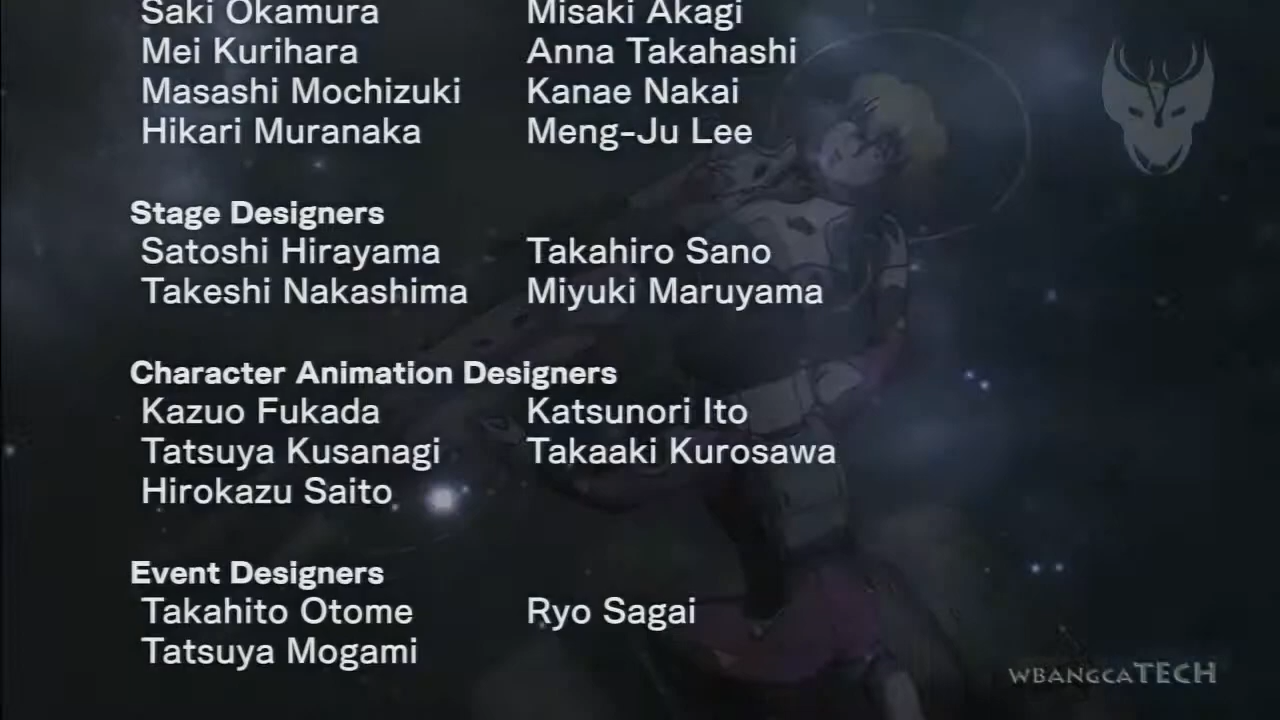 Saki Okamura Misaki Akagi
Mei Kurihara Anna Takahashi
Masashi Mochizuki Kanae Nakai
Hikari Muranaka Meng-Ju Lee
Stage Designers
Satoshi Hirayama Takahiro Sano
Takeshi Nakashima Miyuki Maruyama
Character Animation Designers
Kazuo Fukada Katsunori Ito
Tatsuya Kusanagi Takaaki Kurosawa
Hirokazu Saito
Event Designers
Takahito Otome Ryo Sagai
Tatsuya Mogami
WBANGCATECH